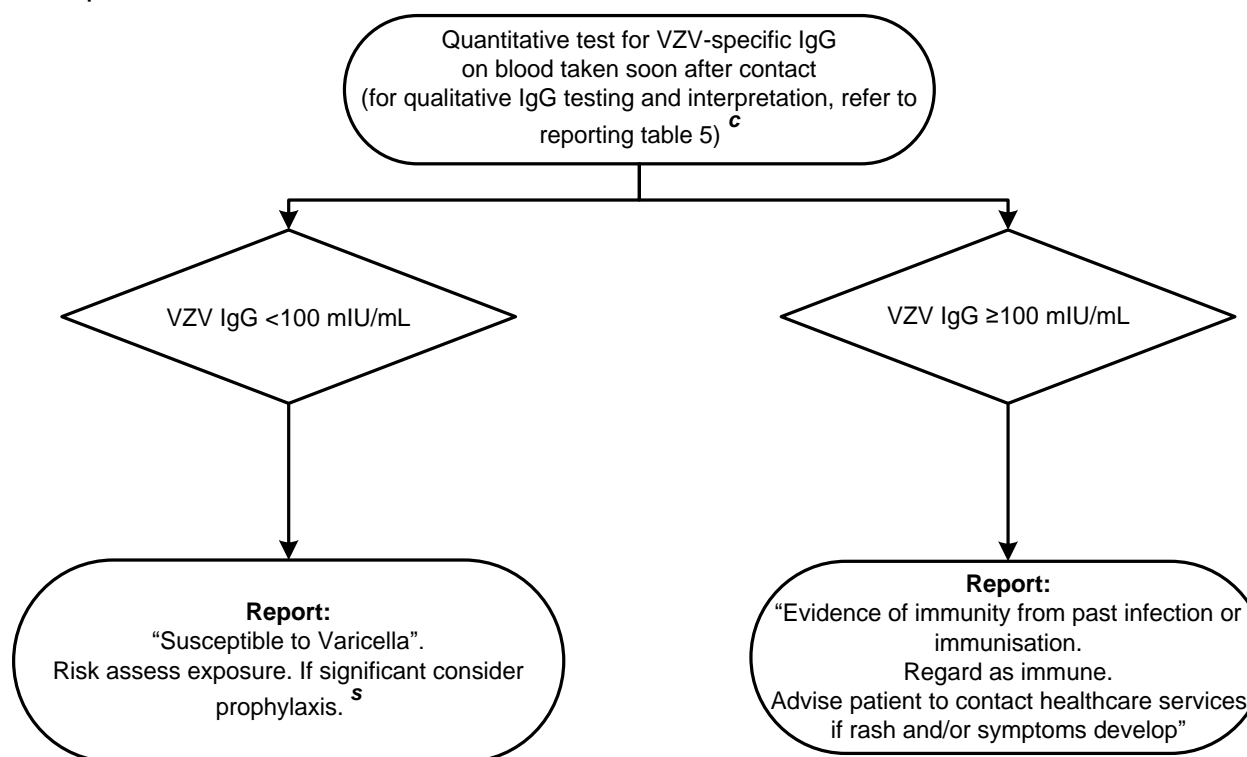 Quantitative test for VZV-specific IgG
on blood taken soon after contact
(for qualitative IgG testing and interpretation, refer to
reporting table 5) c
VZV IgG <100 mIU/mL
VZV IgG ≥100 mIU/mL
Report:
“Susceptible to Varicella”.
Risk assess exposure. If significant consider
prophylaxis. s
Report:
“Evidence of immunity from past infection or
immunisation.
Regard as immune.
Advise patient to contact healthcare services
if rash and/or symptoms develop”